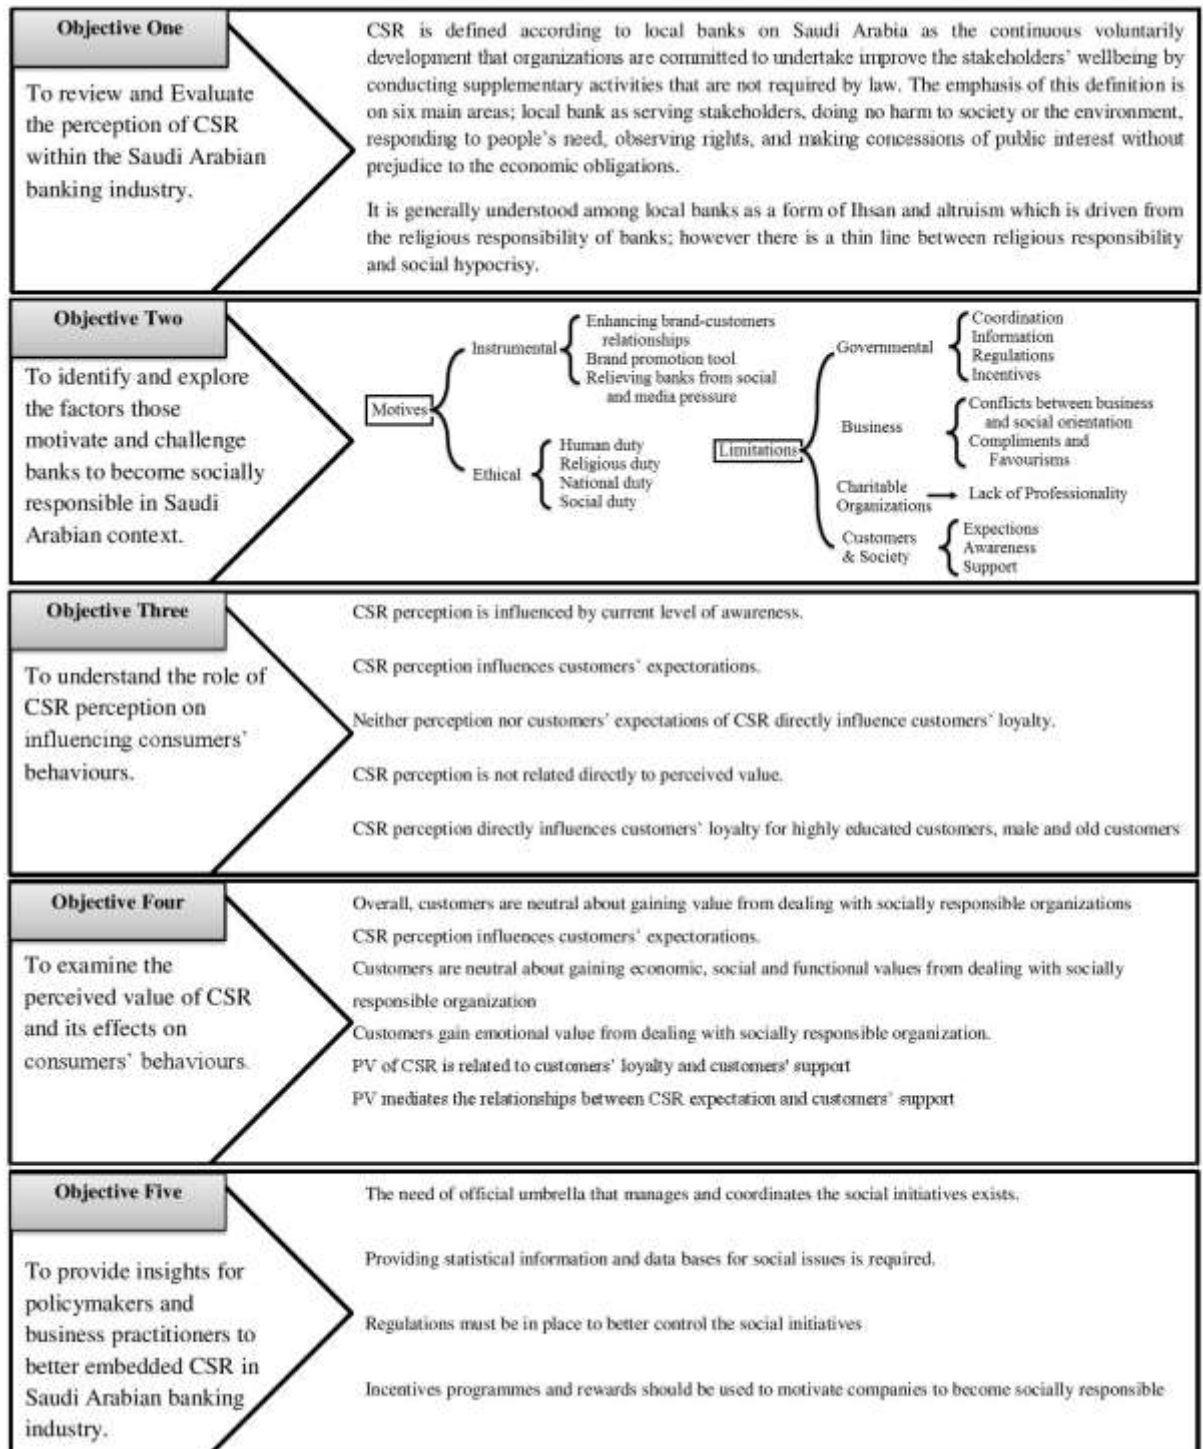 Objective One
To review and Evaluate
the perception of CSR
within the Saudi Arabian
banking industry.
CSR is defined according to local banks on Saudi Arabia as the continuous voluntarily
development that organizations are committed to undertake improve the stakeholders' wellbeing by
conducting supplementary activities that are not required by law. The emphasis of this definition is
on six main areas; local bank as serving stakeholders, doing no harm to society or the environment,
responding to people's need, observing rights, and making concessions of public interest without
prejudice to the economic obligations.
It is generally understood among local banks as a form of Ihsan and altruism which is driven from
the religious responsibility of banks; however there is a thin line between religious responsibility
and social hypocrisy.
Objective Two
To identify and explore
the factors those
motivate and challenge
banks to become socially
responsible in Saudi
Arabian context.
Motives
Instrumental
Enhancing brand-customers
relationships
Brand promotion tool
Relieving banks from social
and media pressure
Ethical
Human duty
Religious duty
National duty
Social duty
Limitations
Governmental
Coordination
Information
Regulations
Incentives
Business
Conflicts between business
and social orientation
Compliments and
Favourisms
Charitable
Organizations
Lack of Professionality
Customers
& Society
Expections
Awareness
Support
Objective Three
To understand the role of
CSR perception on
influencing consumers'
behaviours.
CSR perception is influenced by current level of awareness.
CSR perception influences customers' expectorations.
Neither perception nor customers' expectations of CSR directly influence customers' loyalty.
CSR perception is not related directly to perceived value.
CSR perception directly influences customers' loyalty for highly educated customers, male and old customers
Objective Four
To examine the
perceived value of CSR
and its effects on
consumers' behaviours.
Overall, customers are neutral about gaining value from dealing with socially responsible organizations
CSR perception influences customers' expectorations.
Customers are neutral about gaining economic, social and functional values from dealing with socially
responsible organization
Customers gain emotional value from dealing with socially responsible organization.
PV of CSR is related to customers' loyalty and customers' support
PV mediates the relationships between CSR expectation and customers' support
Objective Five
To provide insights for
policymakers and
business practitioners to
better embedded CSR in
Saudi Arabian banking
industry.
The need of official umbrella that manages and coordinates the social initiatives exists.
Providing statistical information and data bases for social issues is required.
Regulations must be in place to better control the social initiatives
Incentives programmes and rewards should be used to motivate companies to become socially responsible